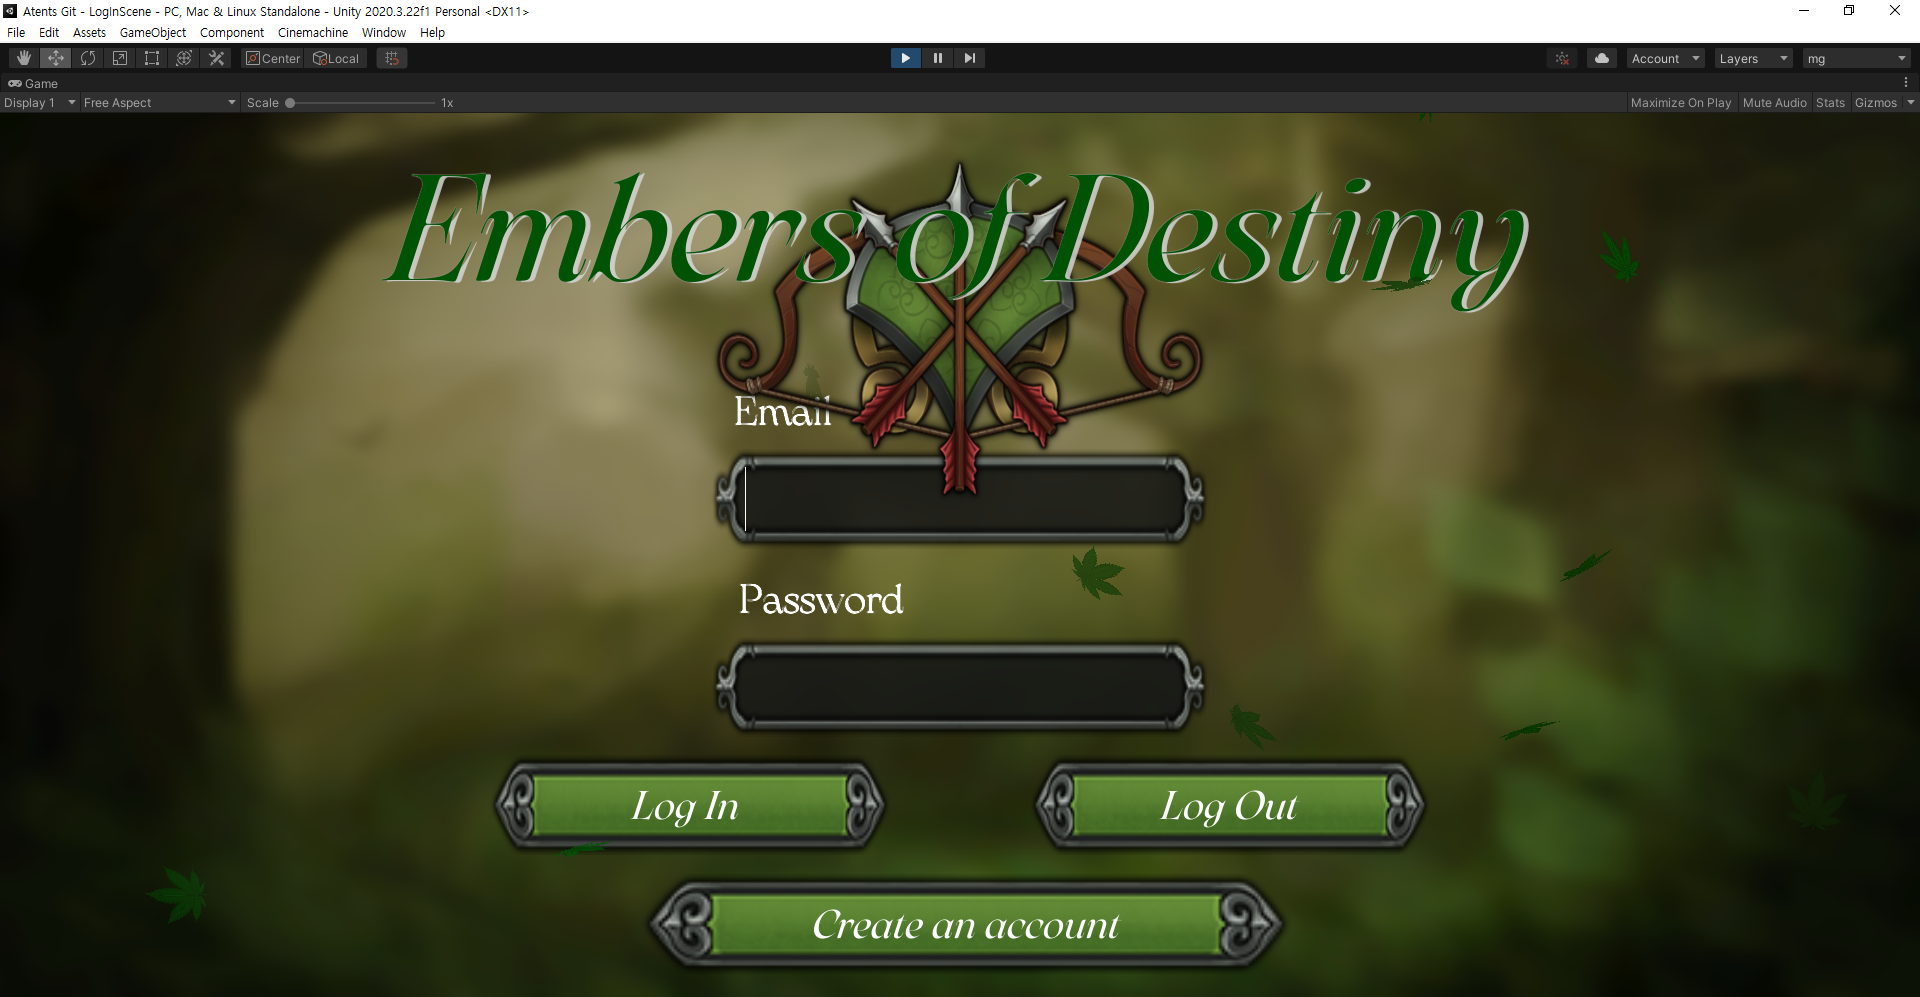 Atents Git - LogInScene - PC, Mac & Linux Standalone - Unity 2020.3.22f1 Personal <DX11>
File Edit Assets GameObject Component Cinemachine Window Help
Center Local Account Layers mg
Game
Display 1 Free Aspect Scale 1x Maximize On Play Mute Audio Stats Gizmos
Embers of Destiny
Email
Password
Log In Log Out
Create an account